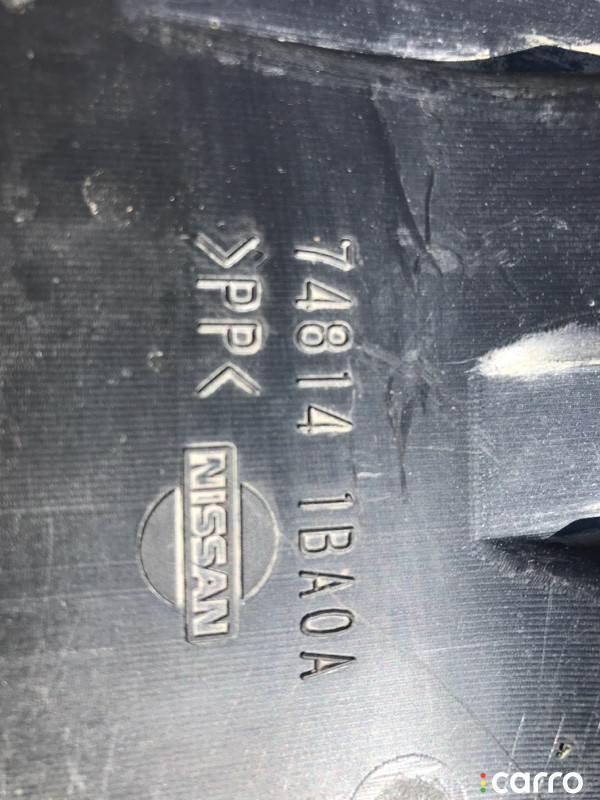 74814 1BA0A
>PP<
NISSAN
carro